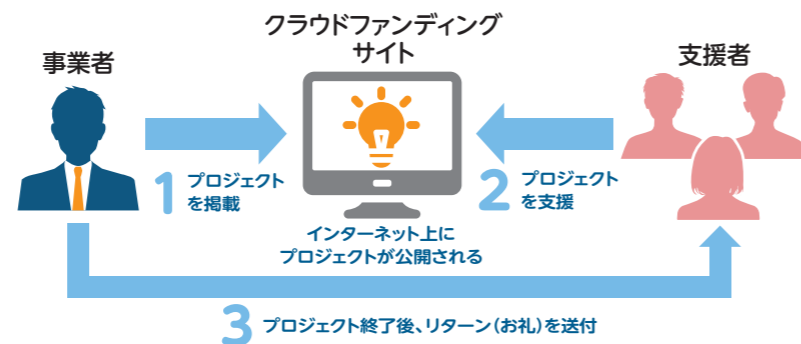 クラウドファンディング
サイト
事業者
支援者
1 プロジェクト
を掲載
2 プロジェクト
を支援
インターネット上に
プロジェクトが公開される
3 プロジェクト終了後、リターン（お礼）を送付